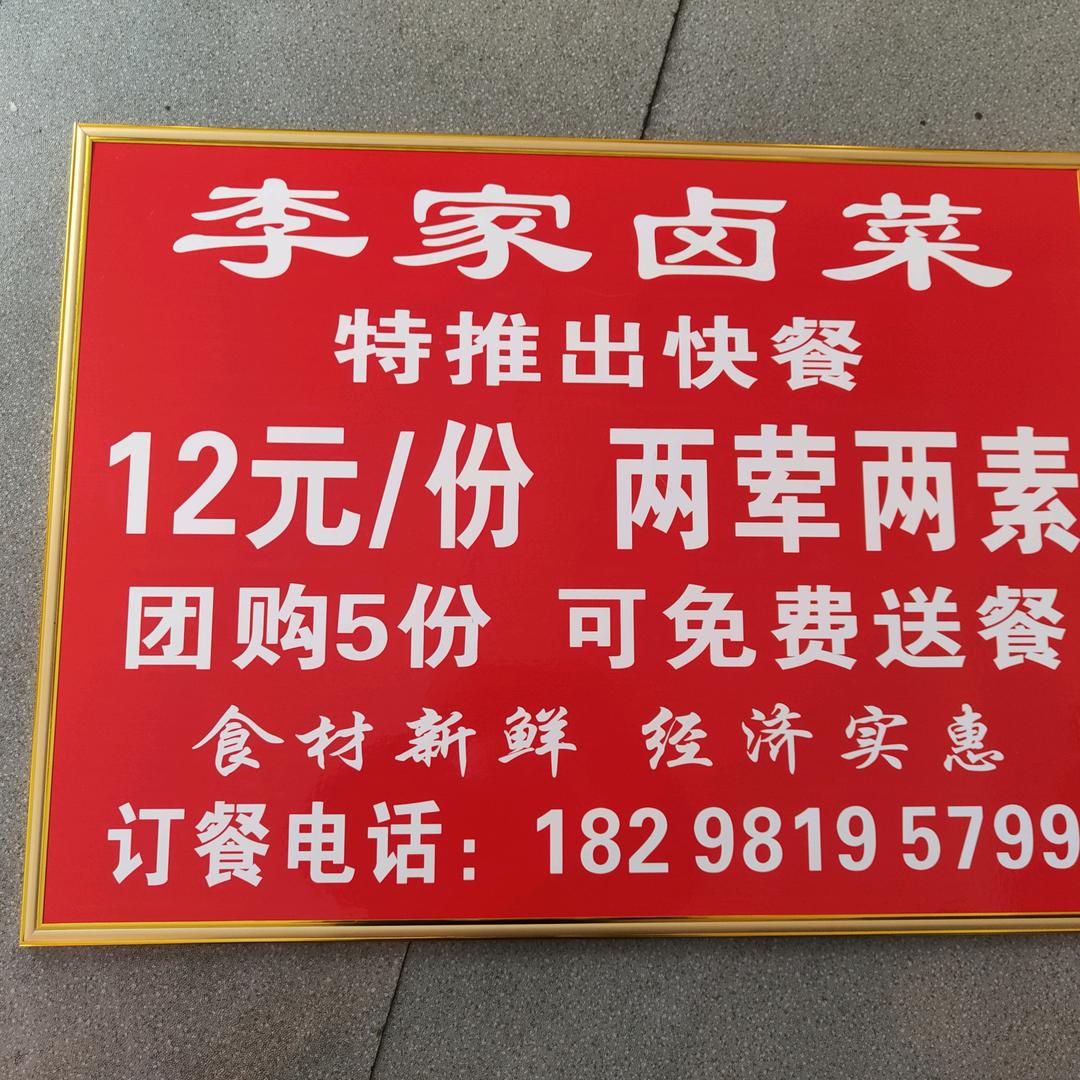 李家卤菜
特推出快餐
12元/份 两荤两素
团购5份 可免费送餐
食材新鲜 经济实惠
订餐电话：182 9819 5799